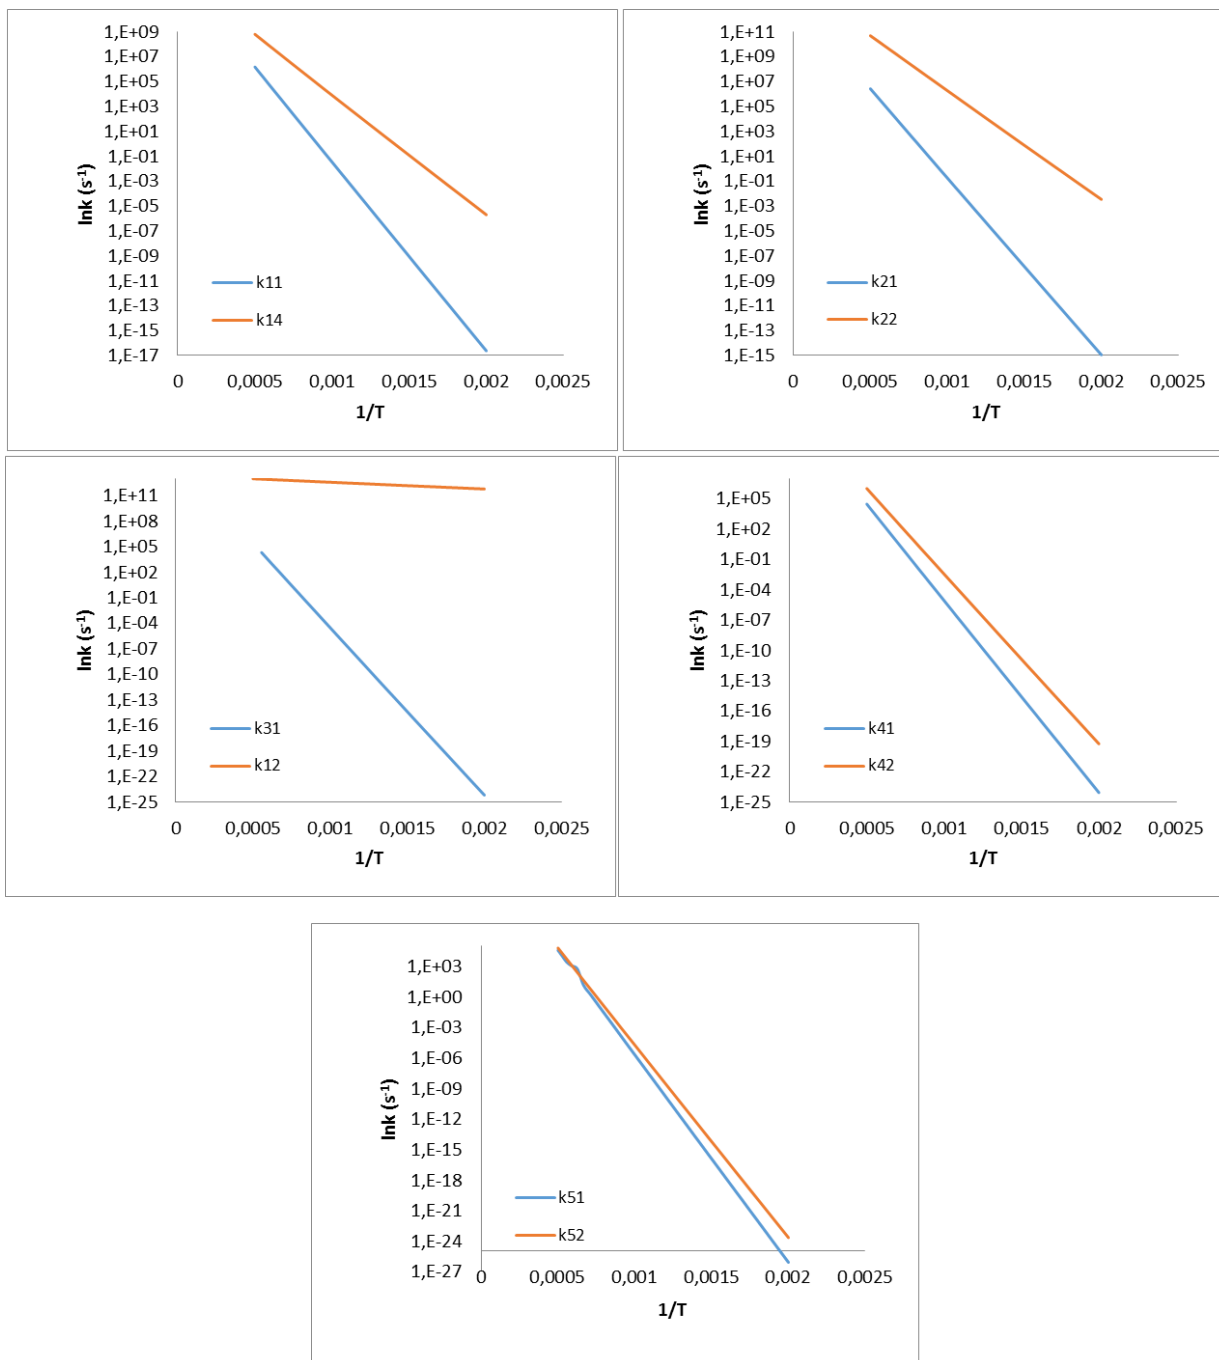 1,E+09
1,E+07
1,E+05
1,E+03
1,E+01
1,E-01
1,E-03
1,E-05
1,E-07
1,E-09
1,E-11
1,E-13
1,E-15
1,E-17
lnk (s-1)
k11
k14
0 0,0005 0,001 0,0015 0,002 0,0025
1/T
1,E+11
1,E+09
1,E+07
1,E+05
1,E+03
1,E+01
1,E-01
1,E-03
1,E-05
1,E-07
1,E-09
1,E-11
1,E-13
1,E-15
lnk (s-1)
k21
k22
0 0,0005 0,001 0,0015 0,002 0,0025
1/T
1,E+11
1,E+08
1,E+05
1,E+02
1,E-01
1,E-04
1,E-07
1,E-10
1,E-13
1,E-16
1,E-19
1,E-22
1,E-25
lnk (s-1)
k31
k12
0 0,0005 0,001 0,0015 0,002 0,0025
1/T
1,E+05
1,E+02
1,E-01
1,E-04
1,E-07
1,E-10
1,E-13
1,E-16
1,E-19
1,E-22
1,E-25
lnk (s-1)
k41
k42
0 0,0005 0,001 0,0015 0,002 0,0025
1/T
1,E+03
1,E+00
1,E-03
1,E-06
1,E-09
1,E-12
1,E-15
1,E-18
1,E-21
1,E-24
1,E-27
lnk (s-1)
k51
k52
0 0,0005 0,001 0,0015 0,002 0,0025
1/T